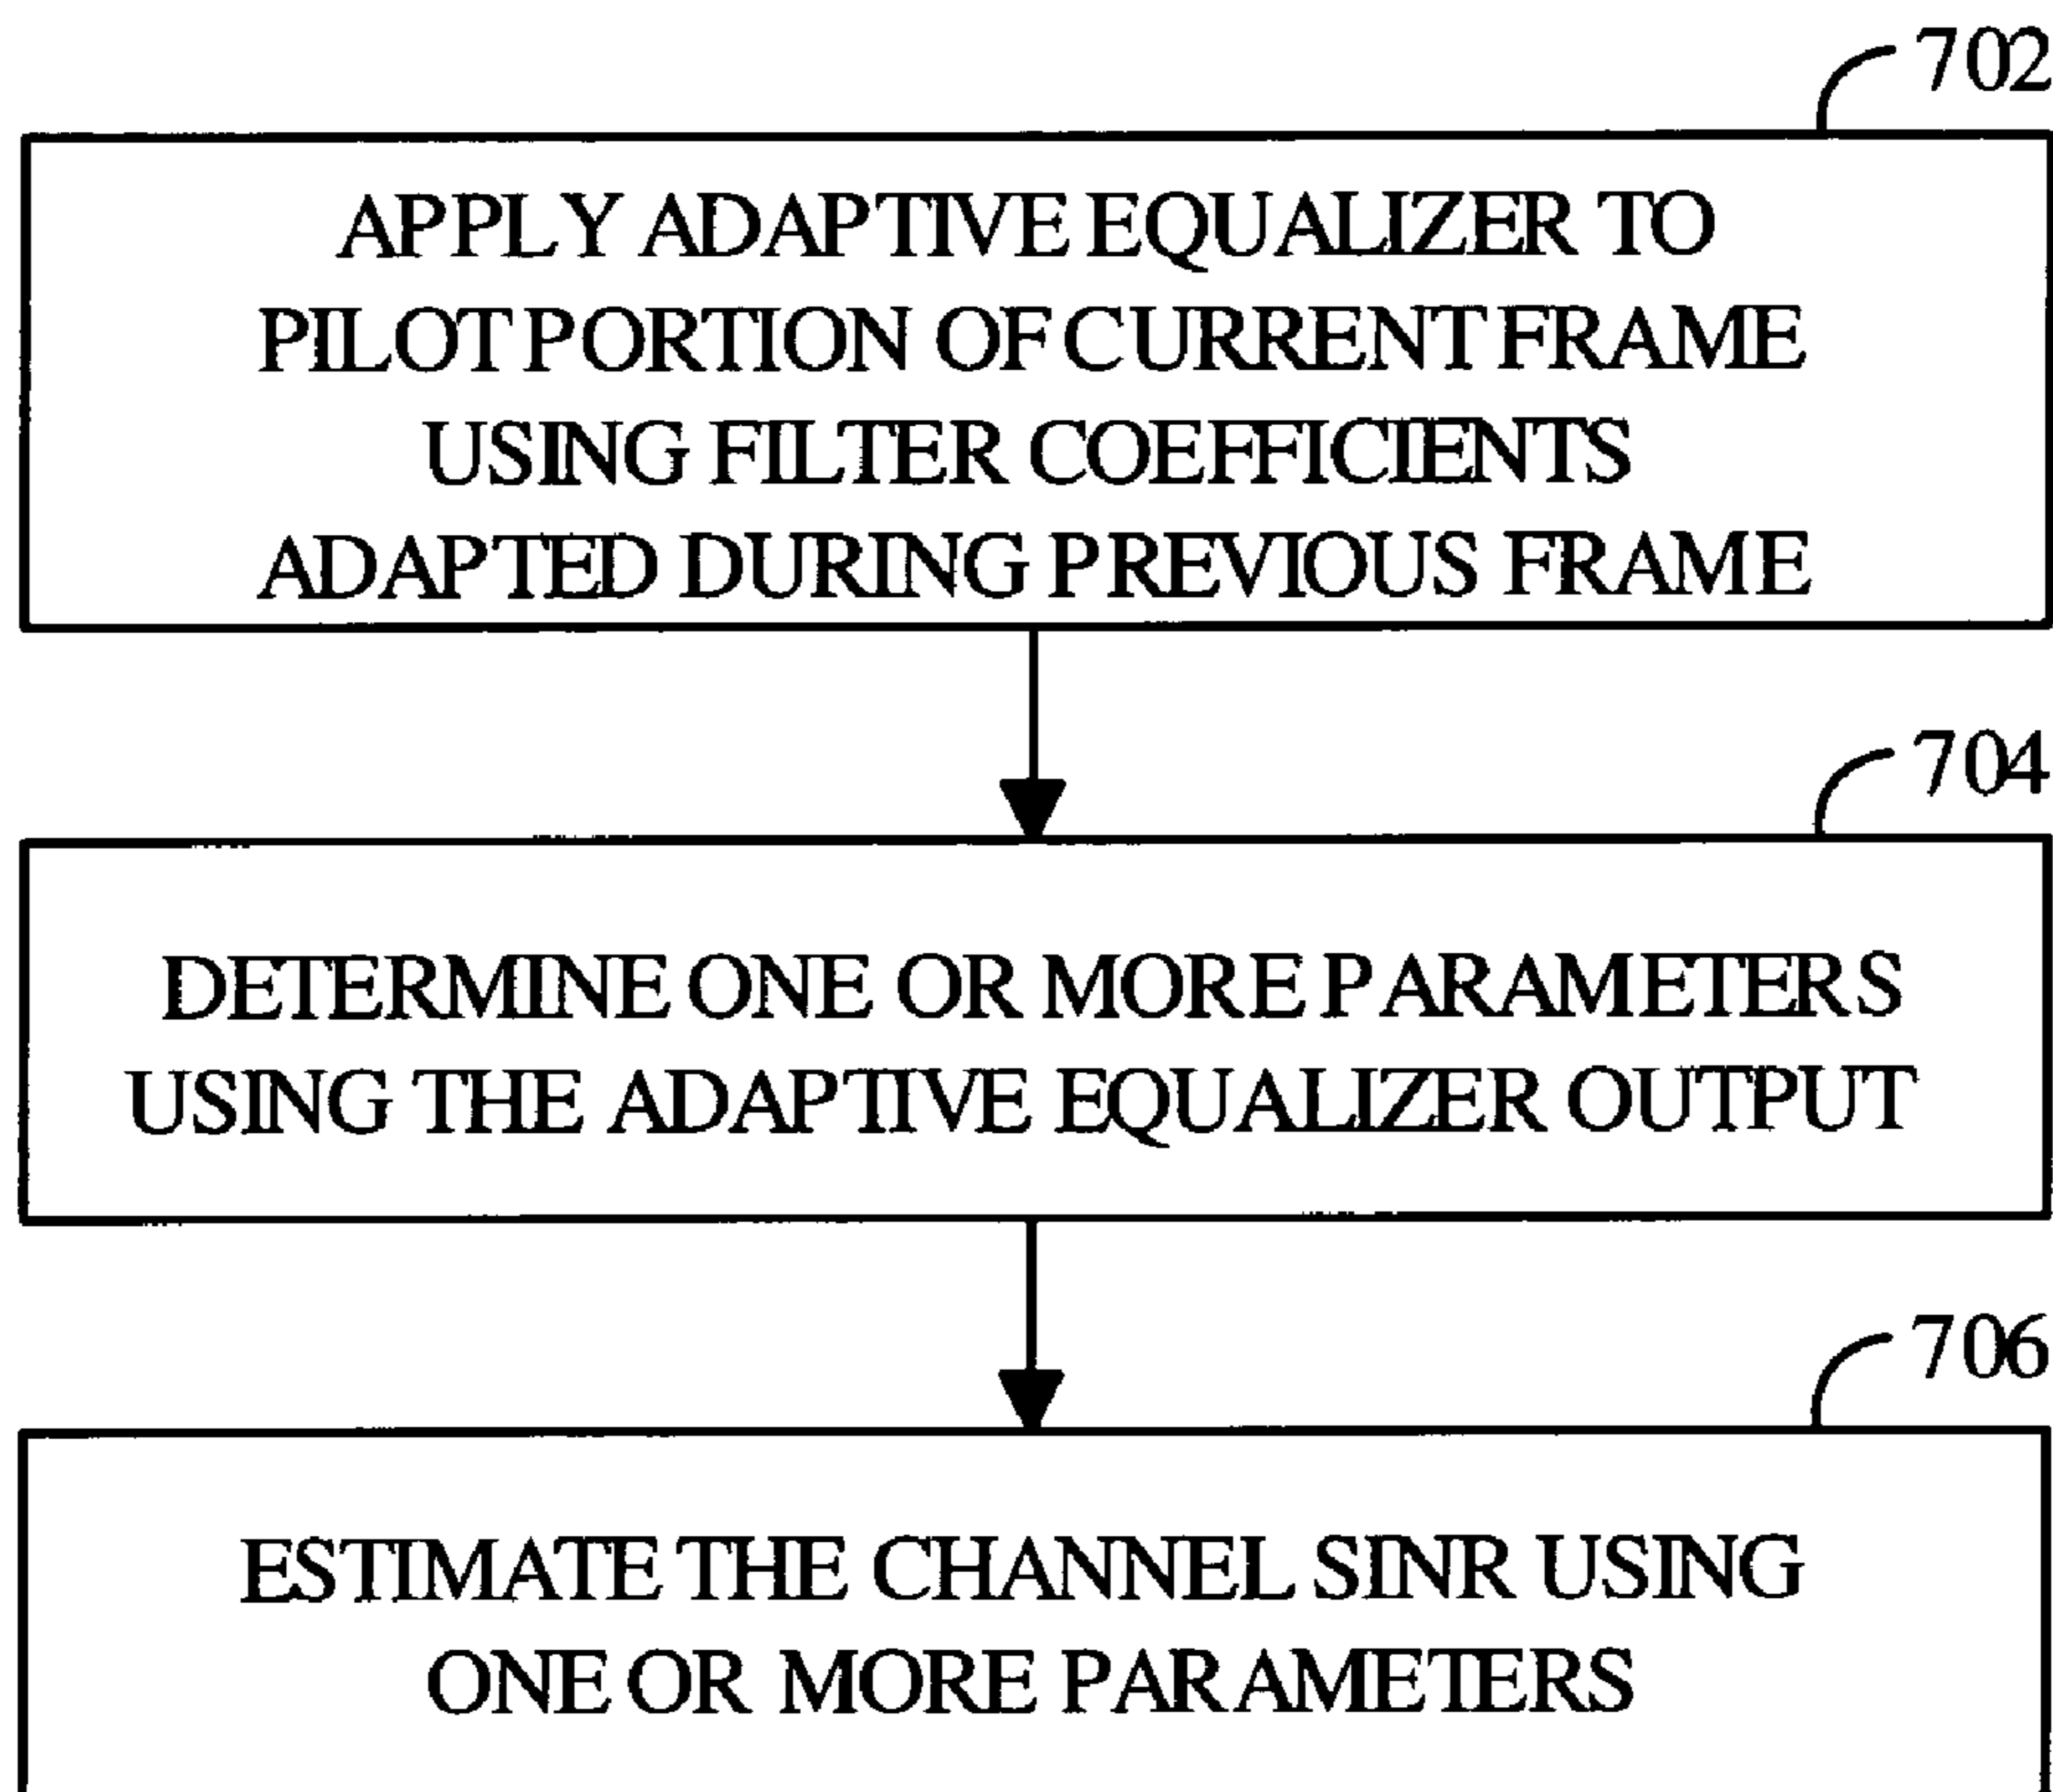 702
APPLY ADAPTIVE EQUALIZER TO
PILOT PORTION OF CURRENT FRAME
USING FILTER COEFFICIENTS
ADAPTED DURING PREVIOUS FRAME
704
DETERMINE ONE OR MORE PARAMETERS
USING THE ADAPTIVE EQUALIZER OUTPUT
706
ESTIMATE THE CHANNEL SINR USING
ONE OR MORE PARAMETERS